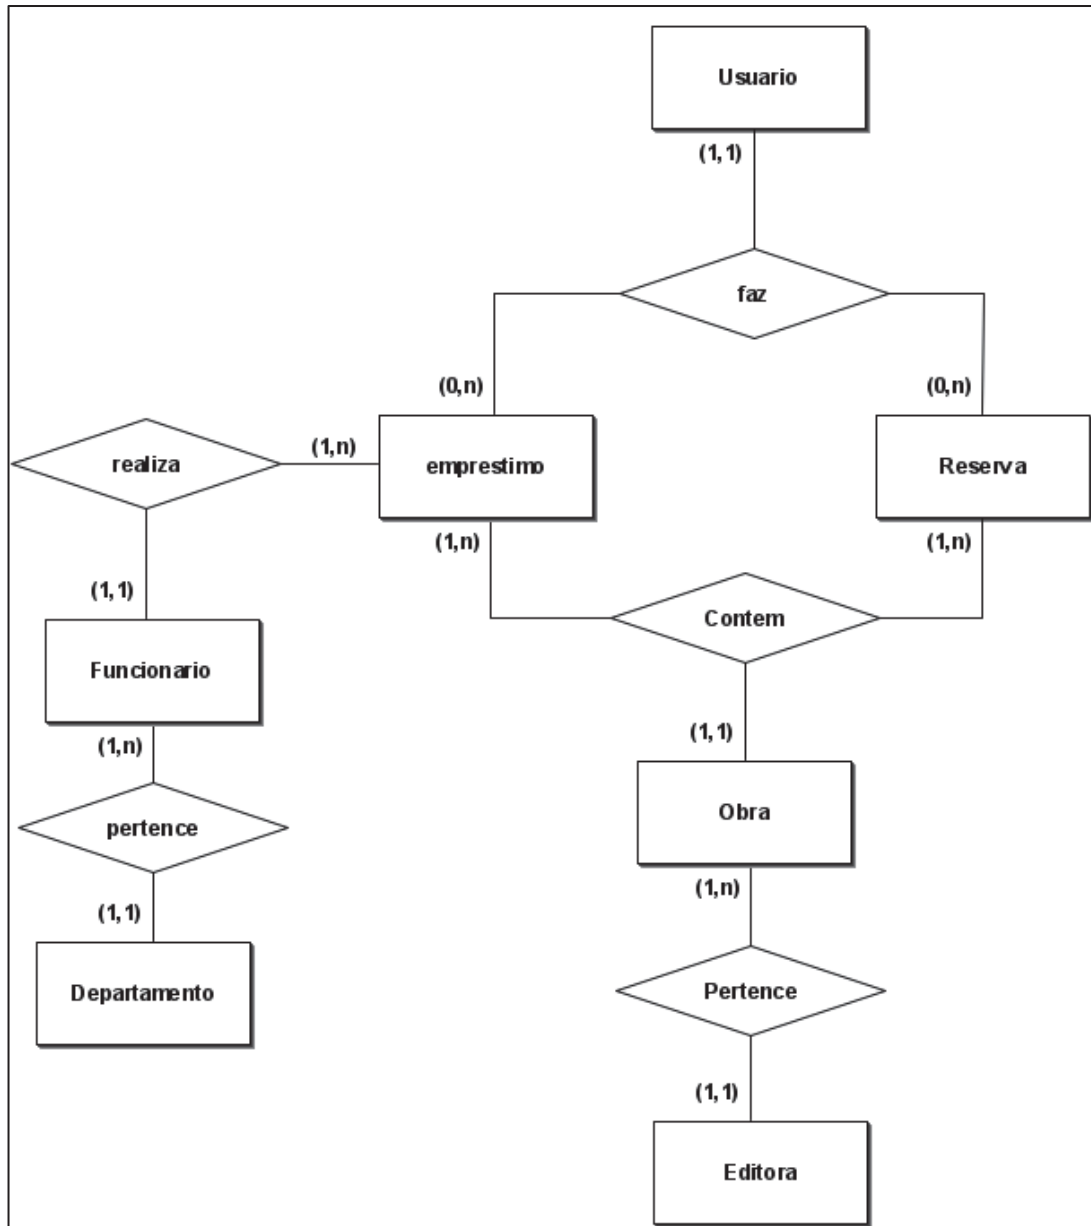 Usuario
(1,1)
faz
(0,n)
(0,n)
realiza
(1,n)
emprestimo
Reserva
(1,n)
(1,n)
(1,1)
Contem
Funcionario
(1,n)
(1,1)
Obra
pertence
(1,n)
(1,1)
Departamento
Pertence
(1,1)
Editora